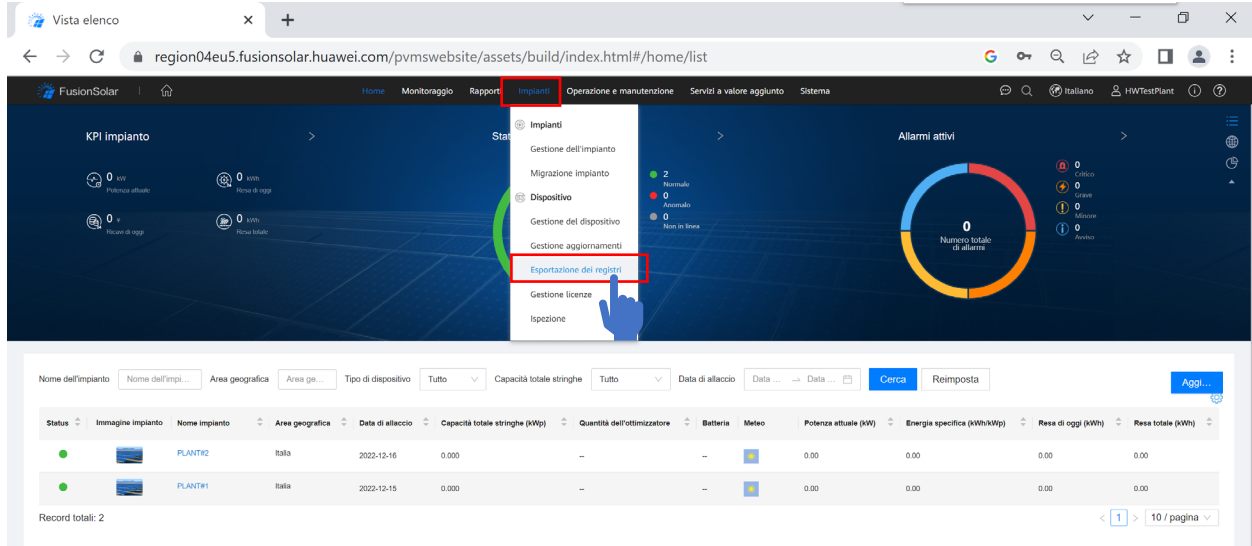 Vista elenco
region04eu5.fusionsolar.huawei.com/pvmswebsite/assets/build/index.html#/home/list
FusionSolar Home Monitoraggio Rapporti Impianti Operazione e manutenzione Servizi a valore aggiunto Sistema Italiano HWTestPlant
KPI impianto
0 kW
Potenza attuale
0 kWh
Resa di oggi
0 ¥
Ricavi di oggi
0 kWh
Resa totale
Stat
2
Normale
0
Anomalo
0
Non in linea
Impianti
Gestione dell'impianto
Migrazione impianto
Dispositivo
Gestione del dispositivo
Gestione aggiornamenti
Esportazione dei registri
Gestione licenze
Ispezione
Allarmi attivi
0
Numero totale
di allarmi
0
Critico
0
Grave
0
Minore
0
Avviso
Nome dell'impianto Nome dell'impi... Area geografica Area ge... Tipo di dispositivo Tutto Capacità totale stringhe Tutto Data di allaccio Data ... → Data ... Cerca Reimposta
Aggi...
Status Immagine impianto Nome impianto Area geografica Data di allaccio Capacità totale stringhe (kWp) Quantità dell'ottimizzatore Batteria Meteo Potenza attuale (kW) Energia specifica (kWh/kWp) Resa di oggi (kWh) Resa totale (kWh)
PLANT#2 Italia 2022-12-16 0.000 -- -- 0.00 0.00 0.00 0.00
PLANT#1 Italia 2022-12-15 0.000 -- -- 0.00 0.00 0.00 0.00
Record totali: 2 < 1 > 10 / pagina